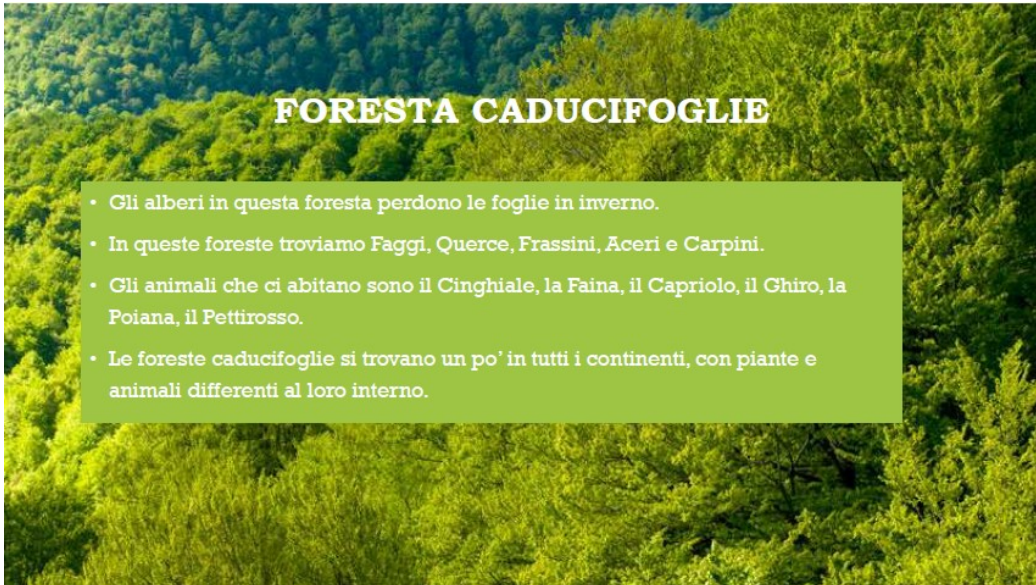 FORESTA CADUCIFOGLIE
• Gli alberi in questa foresta perdono le foglie in inverno.
• In queste foreste troviamo Faggi, Querce, Frassini, Aceri e Carpini.
• Gli animali che ci abitano sono il Cinghiale, la Faina, il Capriolo, il Ghiro, la
Poiana, il Pettirosso.
• Le foreste caducifoglie si trovano un po’ in tutti i continenti, con piante e
animali differenti al loro interno.